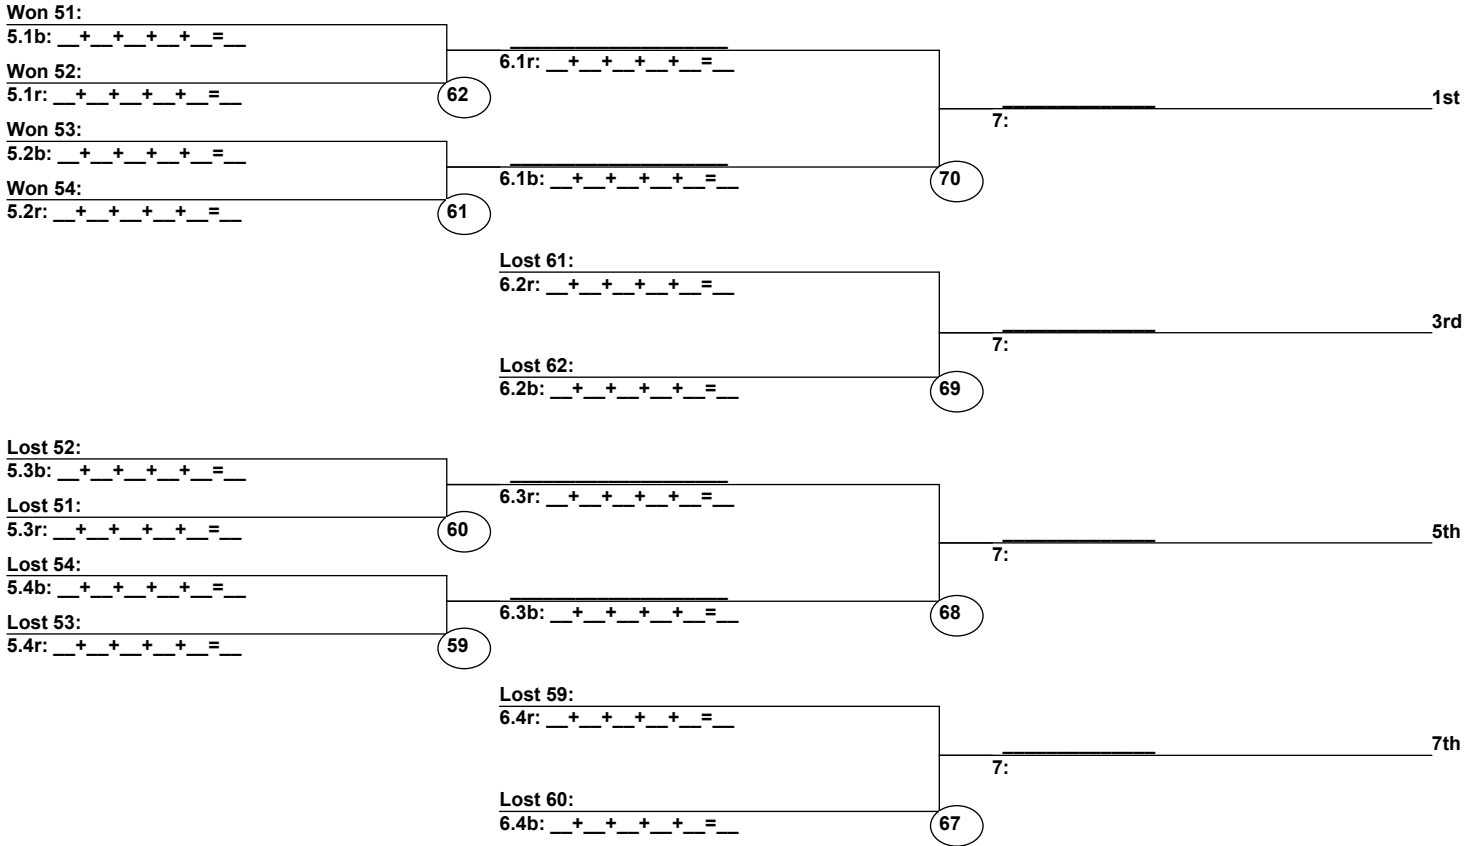 Won 51:
5.1b: __+__+__+__+__=__
Won 52:
5.1r: __+__+__+__+__=__
62
Won 53:
5.2b: __+__+__+__+__=__
Won 54:
5.2r: __+__+__+__+__=__
61
6.1r: __+__+__+__+__=__
6.1b: __+__+__+__+__=__
70
7:
1st
Lost 61:
6.2r: __+__+__+__+__=__
Lost 62:
6.2b: __+__+__+__+__=__
69
7:
3rd
Lost 52:
5.3b: __+__+__+__+__=__
Lost 51:
5.3r: __+__+__+__+__=__
60
Lost 54:
5.4b: __+__+__+__+__=__
Lost 53:
5.4r: __+__+__+__+__=__
59
6.3r: __+__+__+__+__=__
6.3b: __+__+__+__+__=__
68
7:
5th
Lost 59:
6.4r: __+__+__+__+__=__
Lost 60:
6.4b: __+__+__+__+__=__
67
7:
7th